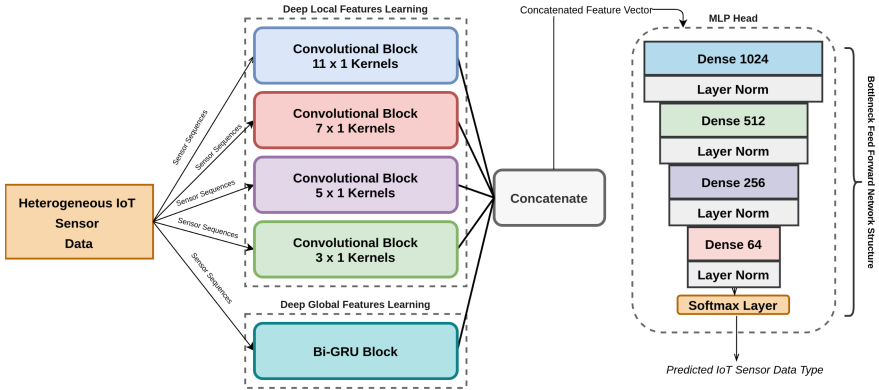 Heterogeneous IoT
Sensor
Data
Sensor Sequences
Sensor Sequences
Sensor Sequences
Sensor Sequences
Sensor Sequences
Deep Local Features Learning
Convolutional Block
11 x 1 Kernels
Convolutional Block
7 x 1 Kernels
Convolutional Block
5 x 1 Kernels
Convolutional Block
3 x 1 Kernels
Deep Global Features Learning
Bi-GRU Block
Concatenate
Concatenated Feature Vector
MLP Head
Dense 1024
Layer Norm
Dense 512
Layer Norm
Dense 256
Layer Norm
Dense 64
Layer Norm
Softmax Layer
Predicted IoT Sensor Data Type
Bottleneck Feed Forward Network Structure